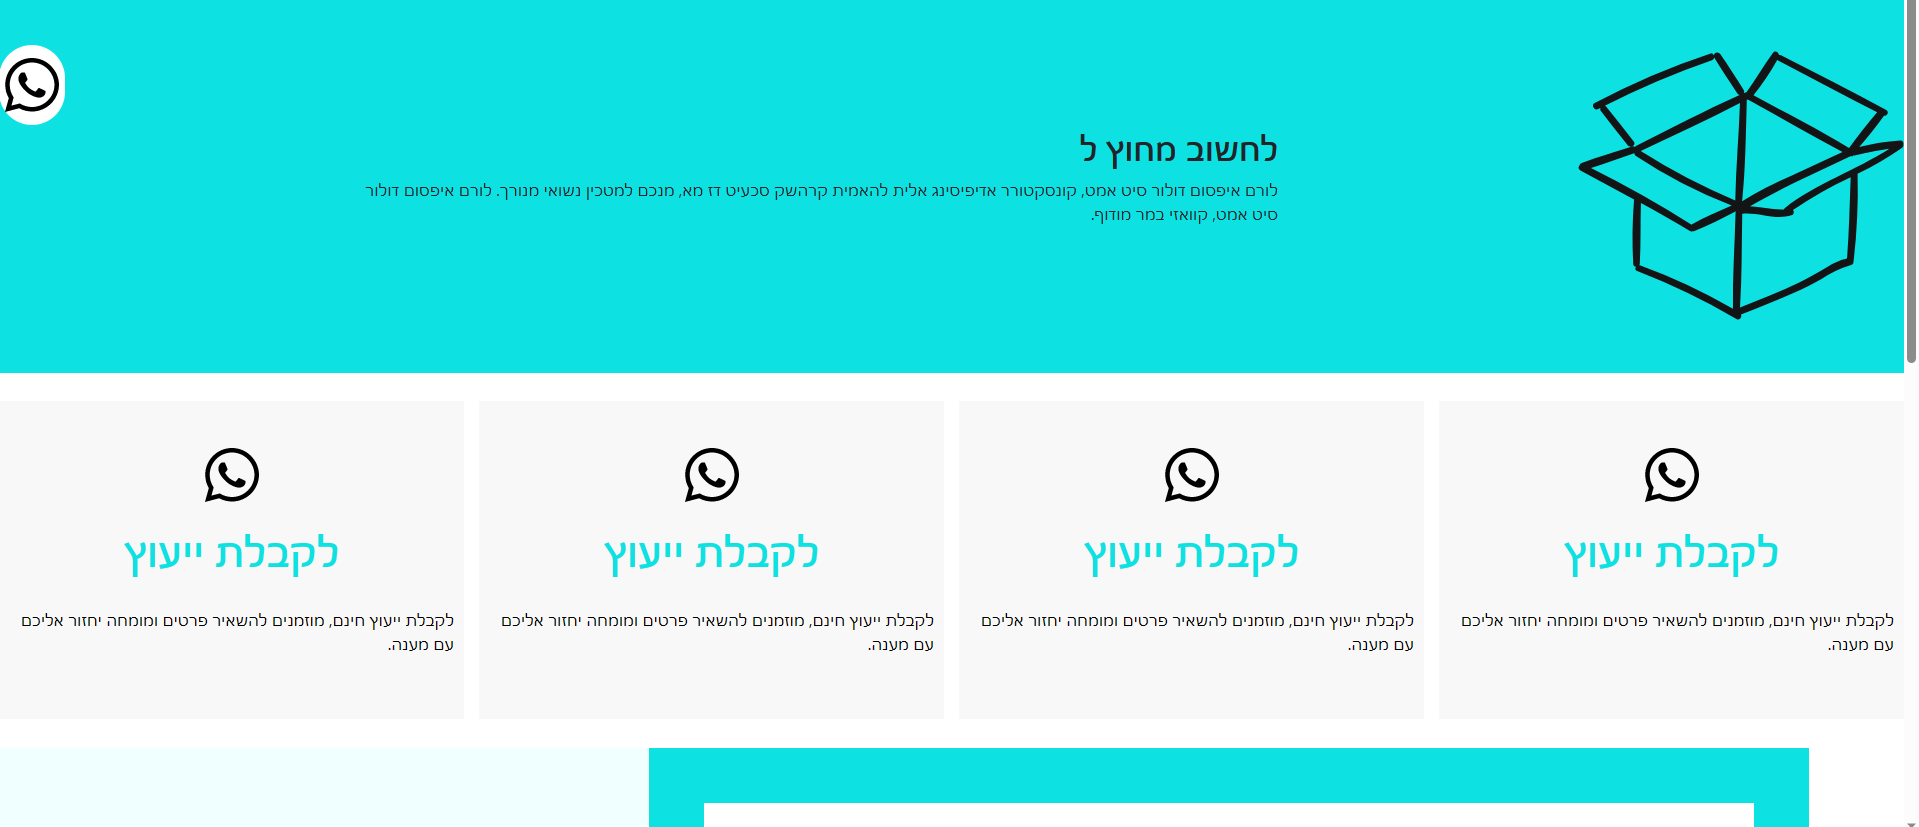 לחשוב מחוץ ל
לורם איפסום דולור סיט אמט, קונסקטורר אדיפיסינג אלית להאמית קרהשק סכעיט דז מא, מנכם למטכין נשואי מנורך. לורם איפסום דולור
סיט אמט, קוואזי במר מודוף.
לקבלת ייעוץ
לקבלת ייעוץ חינם, מוזמנים להשאיר פרטים ומומחה יחזור אליכם
עם מענה.
לקבלת ייעוץ
לקבלת ייעוץ חינם, מוזמנים להשאיר פרטים ומומחה יחזור אליכם
עם מענה.
לקבלת ייעוץ
לקבלת ייעוץ חינם, מוזמנים להשאיר פרטים ומומחה יחזור אליכם
עם מענה.
לקבלת ייעוץ
לקבלת ייעוץ חינם, מוזמנים להשאיר פרטים ומומחה יחזור אליכם
עם מענה.